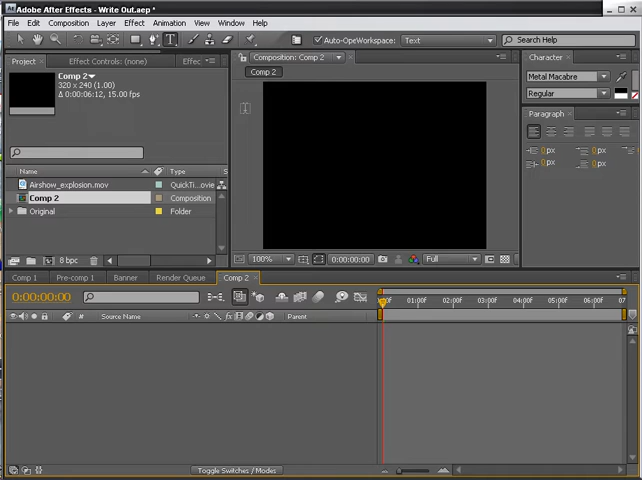 Ae Adobe After Effects - Write Out.aep *
File Edit Composition Layer Effect Animation View Window Help
Auto-Ope Workspace: Text Search Help
Project Effect Controls: (none) Effec
Comp 2
320 x 240 (1.00)
Δ 0:00:06:12, 15.00 fps
Name Type
Airshow_explosion.mov QuickTi...ovie
Comp 2 Composition
Original Folder
8 bpc
Composition: Comp 2
Comp 2
100% 0:00:00:00 Full
Character
Metal Macabre
Regular
Paragraph
0 px 0 px
0 px 0 px
Comp 1 Pre-comp 1 Banner Render Queue Comp 2
0:00:00:00
# Source Name Parent
01:00F 02:00F 03:00F 04:00F 05:00F 06:00F 07
Toggle Switches / Modes